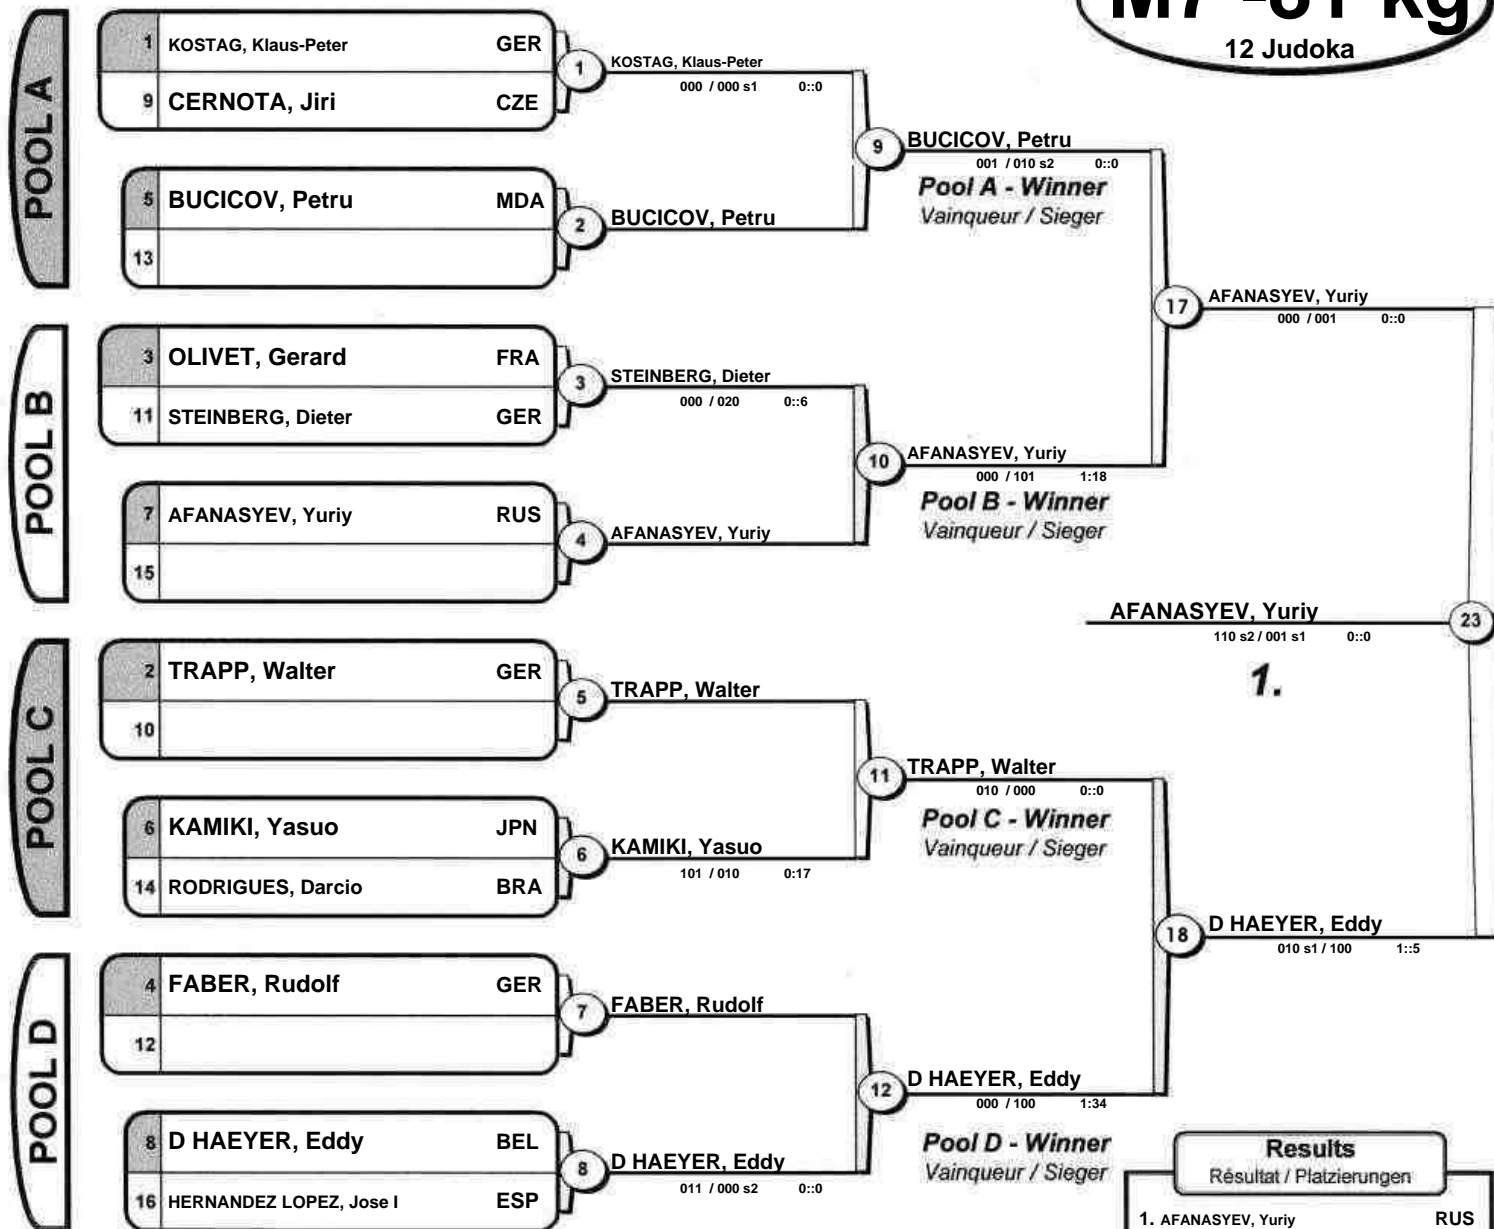 M7 -81 kg
12 Judoka
POOL A
1 KOSTAG, Klaus-Peter GER
9 CERNOTA, Jiri CZE
5 BUCICOV, Petru MDA
13
1 KOSTAG, Klaus-Peter
000 / 000 s1 0::0
2 BUCICOV, Petru
9 BUCICOV, Petru
001 / 010 s2 0::0
Pool A - Winner
Vainqueur / Sieger
POOL B
3 OLIVET, Gerard FRA
11 STEINBERG, Dieter GER
7 AFANASYEV, Yuriy RUS
15
3 STEINBERG, Dieter
000 / 020 0::6
4 AFANASYEV, Yuriy
10 AFANASYEV, Yuriy
000 / 101 1:18
Pool B - Winner
Vainqueur / Sieger
17 AFANASYEV, Yuriy
000 / 001 0::0
AFANASYEV, Yuriy 23
110 s2 / 001 s1 0::0
1.
POOL C
2 TRAPP, Walter GER
10
6 KAMIKI, Yasuo JPN
14 RODRIGUES, Darcio BRA
5 TRAPP, Walter
6 KAMIKI, Yasuo
101 / 010 0:17
11 TRAPP, Walter
010 / 000 0::0
Pool C - Winner
Vainqueur / Sieger
POOL D
4 FABER, Rudolf GER
12
8 D HAEYER, Eddy BEL
16 HERNANDEZ LOPEZ, Jose I ESP
7 FABER, Rudolf
8 D HAEYER, Eddy
011 / 000 s2 0::0
12 D HAEYER, Eddy
000 / 100 1:34
Pool D - Winner
Vainqueur / Sieger
18 D HAEYER, Eddy
010 s1 / 100 1::5
Results
Résultat / Platzierungen
1. AFANASYEV, Yuriy RUS